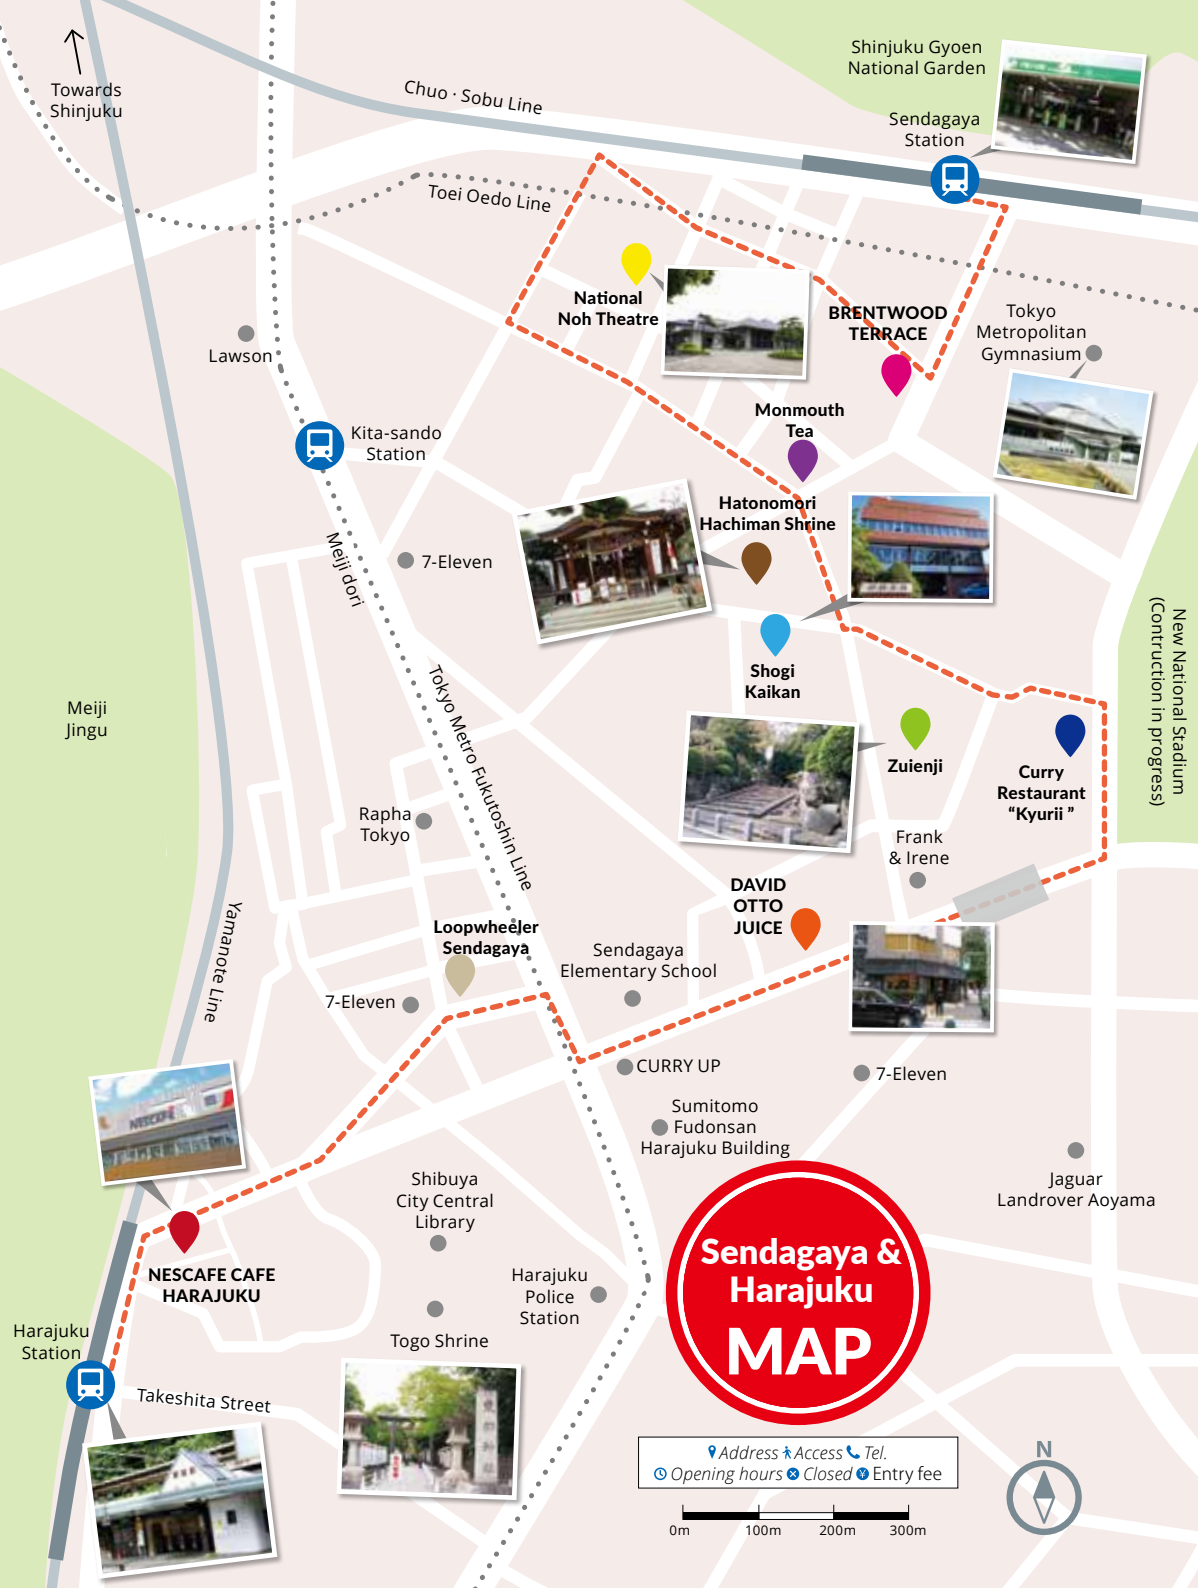 Shinjuku Gyoen
National Garden
Towards
Shinjuku
Chuo · Sobu Line
Sendagaya
Station
Toei Oedo Line
National
Noh Theatre
BRENTWOOD
TERRACE
Tokyo
Metropolitan
Gymnasium
Lawson
Monmouth
Tea
Kita-sando
Station
Hatonomori
Hachiman Shrine
Meiji dori
7-Eleven
New National Stadium
(Contruction in progress)
Shogi
Kaikan
Meiji
Jingu
Tokyo Metro Fukutoshin Line
Zuienji
Curry
Restaurant
“Kyurii ”
Rapha
Tokyo
Frank
& Irene
DAVID
OTTO
JUICE
Yamanote Line
Loopwheeler
Sendagaya
Sendagaya
Elementary School
7-Eleven
CURRY UP
7-Eleven
NESCAFÉ
Sumitomo
Fudonsan
Harajuku Building
Jaguar
Landrover Aoyama
Shibuya
City Central
Library
NESCAFE CAFE
HARAJUKU
Harajuku
Police
Station
Sendagaya &
Harajuku
MAP
Harajuku
Station
Togo Shrine
Takeshita Street
Address Access Tel.
Opening hours Closed Entry fee
N
0m 100m 200m 300m